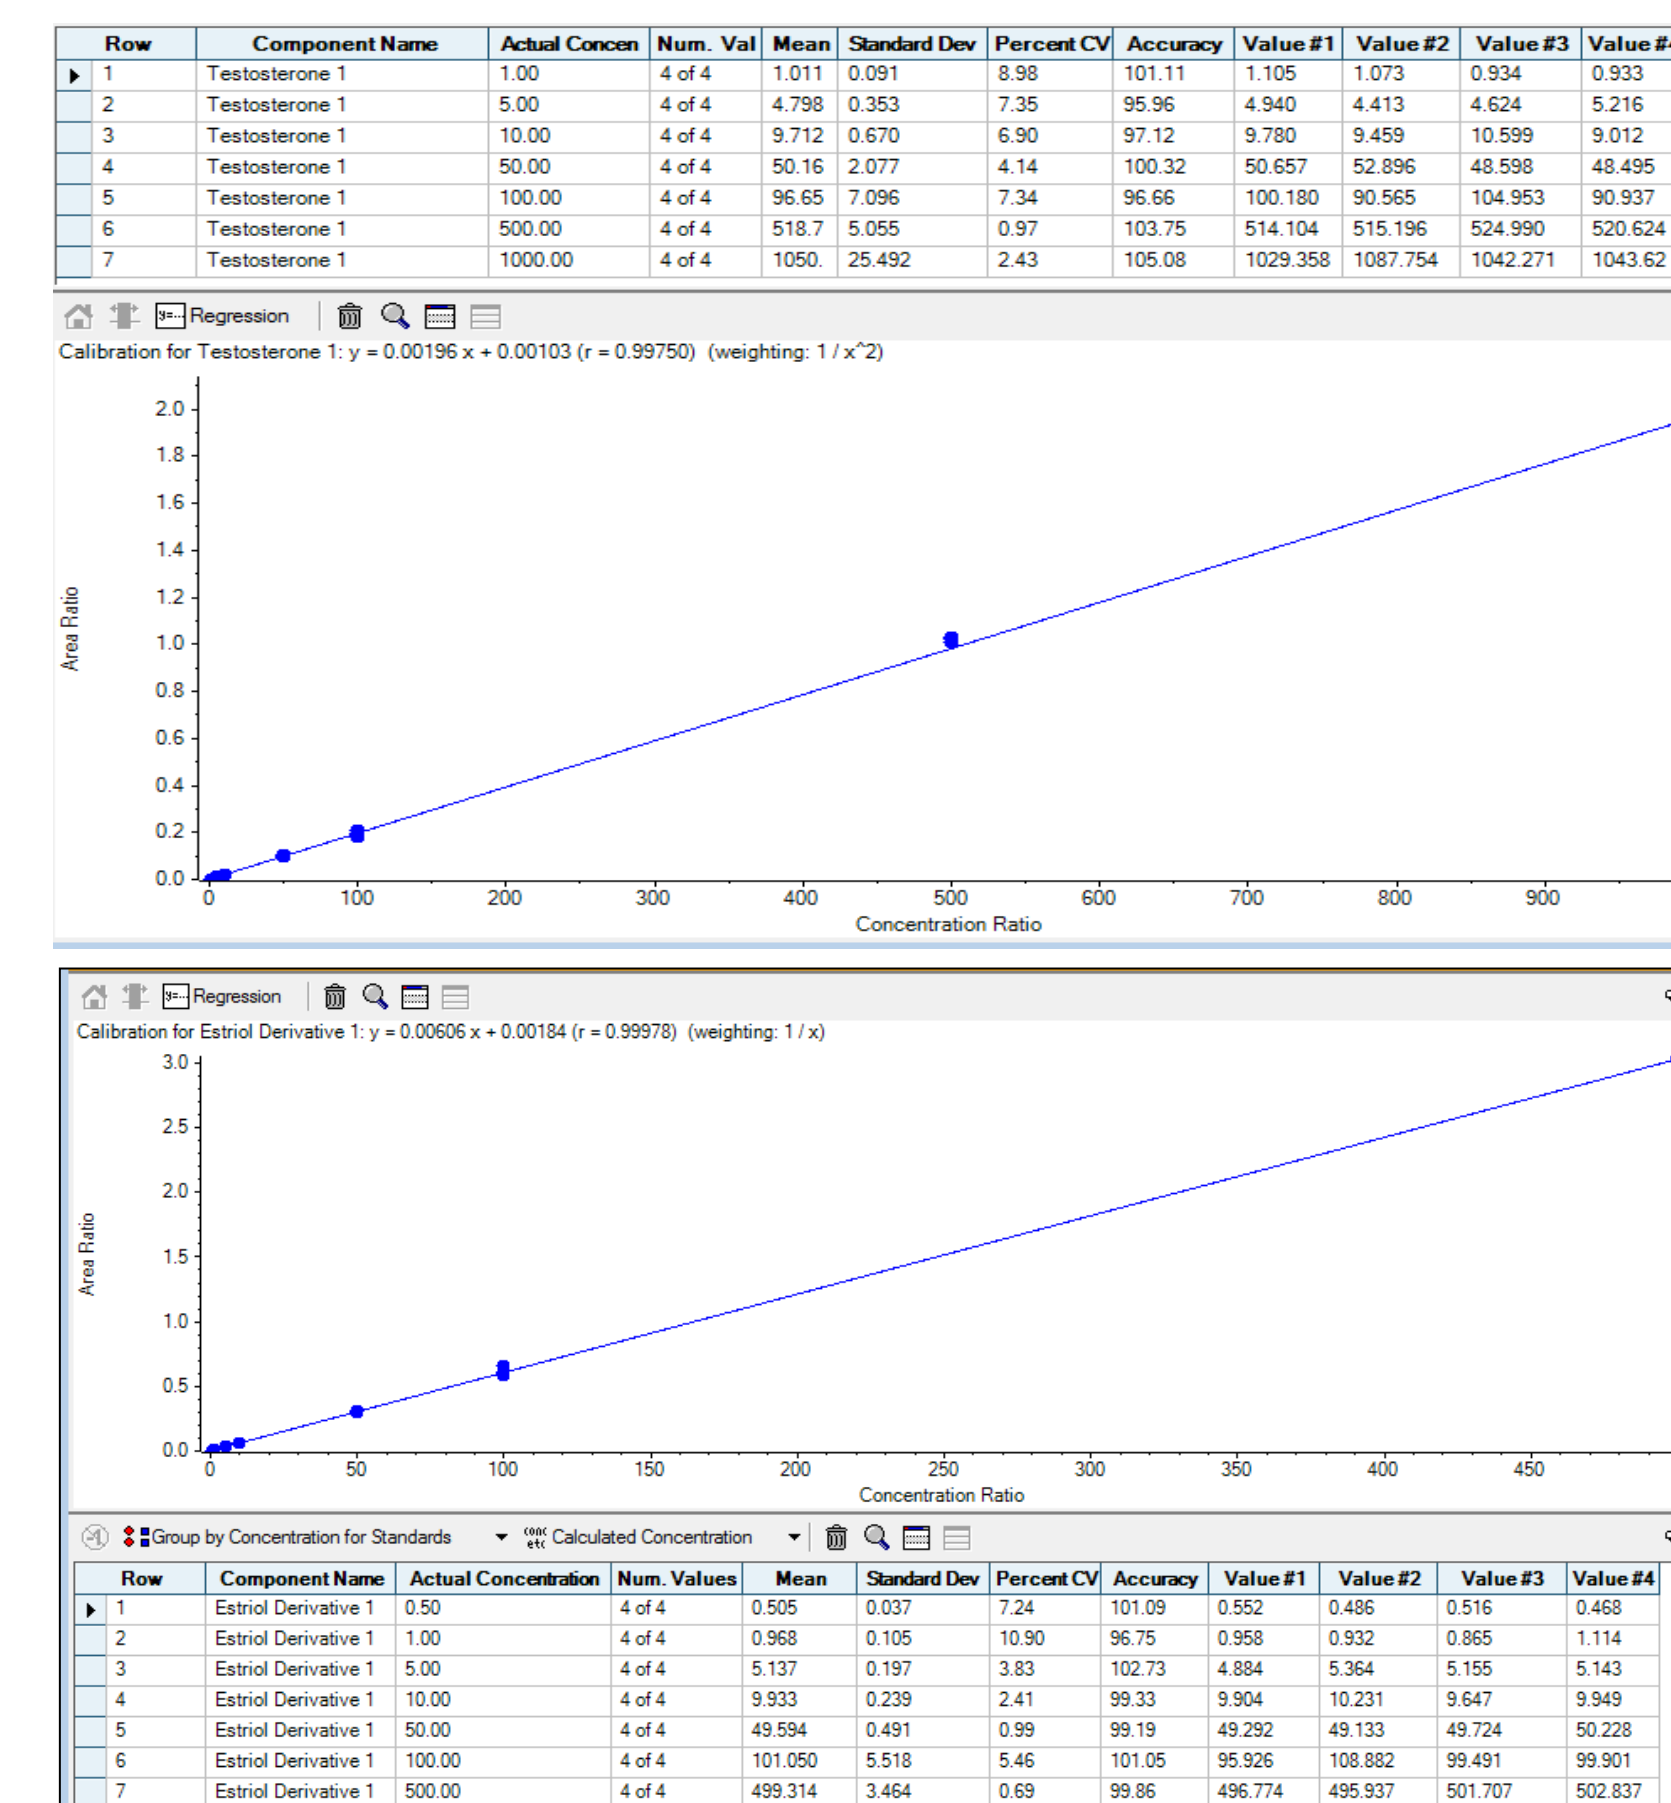 Row Component Name Actual Concen Num. Val Mean Standard Dev Percent CV Accuracy Value #1 Value #2 Value #3 Value #4
1 Testosterone 1 1.00 4 of 4 1.011 0.091 8.98 101.11 1.105 1.073 0.934 0.933
2 Testosterone 1 5.00 4 of 4 4.798 0.353 7.35 95.96 4.940 4.413 4.624 5.216
3 Testosterone 1 10.00 4 of 4 9.712 0.670 6.90 97.12 9.780 9.459 10.599 9.012
4 Testosterone 1 50.00 4 of 4 50.16 2.077 4.14 100.32 50.657 52.896 48.598 48.495
5 Testosterone 1 100.00 4 of 4 96.65 7.096 7.34 96.66 100.180 90.565 104.953 90.937
6 Testosterone 1 500.00 4 of 4 518.7 5.055 0.97 103.75 514.104 515.196 524.990 520.624
7 Testosterone 1 1000.00 4 of 4 1050. 25.492 2.43 105.08 1029.358 1087.754 1042.271 1043.62
y=... Regression
Calibration for Testosterone 1: y = 0.00196 x + 0.00103 (r = 0.99750) (weighting: 1 / x^2)
2.0
1.8
1.6
1.4
1.2
1.0
0.8
0.6
0.4
0.2
0.0
Area Ratio
0 100 200 300 400 500 600 700 800 900
Concentration Ratio
y=... Regression
Calibration for Estriol Derivative 1: y = 0.00606 x + 0.00184 (r = 0.99978) (weighting: 1 / x)
3.0
2.5
2.0
1.5
1.0
0.5
0.0
Area Ratio
0 50 100 150 200 250 300 350 400 450
Concentration Ratio
Group by Concentration for Standards conc etc Calculated Concentration
Row Component Name Actual Concentration Num. Values Mean Standard Dev Percent CV Accuracy Value #1 Value #2 Value #3 Value #4
1 Estriol Derivative 1 0.50 4 of 4 0.505 0.037 7.24 101.09 0.552 0.486 0.516 0.468
2 Estriol Derivative 1 1.00 4 of 4 0.968 0.105 10.90 96.75 0.958 0.932 0.865 1.114
3 Estriol Derivative 1 5.00 4 of 4 5.137 0.197 3.83 102.73 4.884 5.364 5.155 5.143
4 Estriol Derivative 1 10.00 4 of 4 9.933 0.239 2.41 99.33 9.904 10.231 9.647 9.949
5 Estriol Derivative 1 50.00 4 of 4 49.594 0.491 0.99 99.19 49.292 49.133 49.724 50.228
6 Estriol Derivative 1 100.00 4 of 4 101.050 5.518 5.46 101.05 95.926 108.882 99.491 99.901
7 Estriol Derivative 1 500.00 4 of 4 499.314 3.464 0.69 99.86 496.774 495.937 501.707 502.837